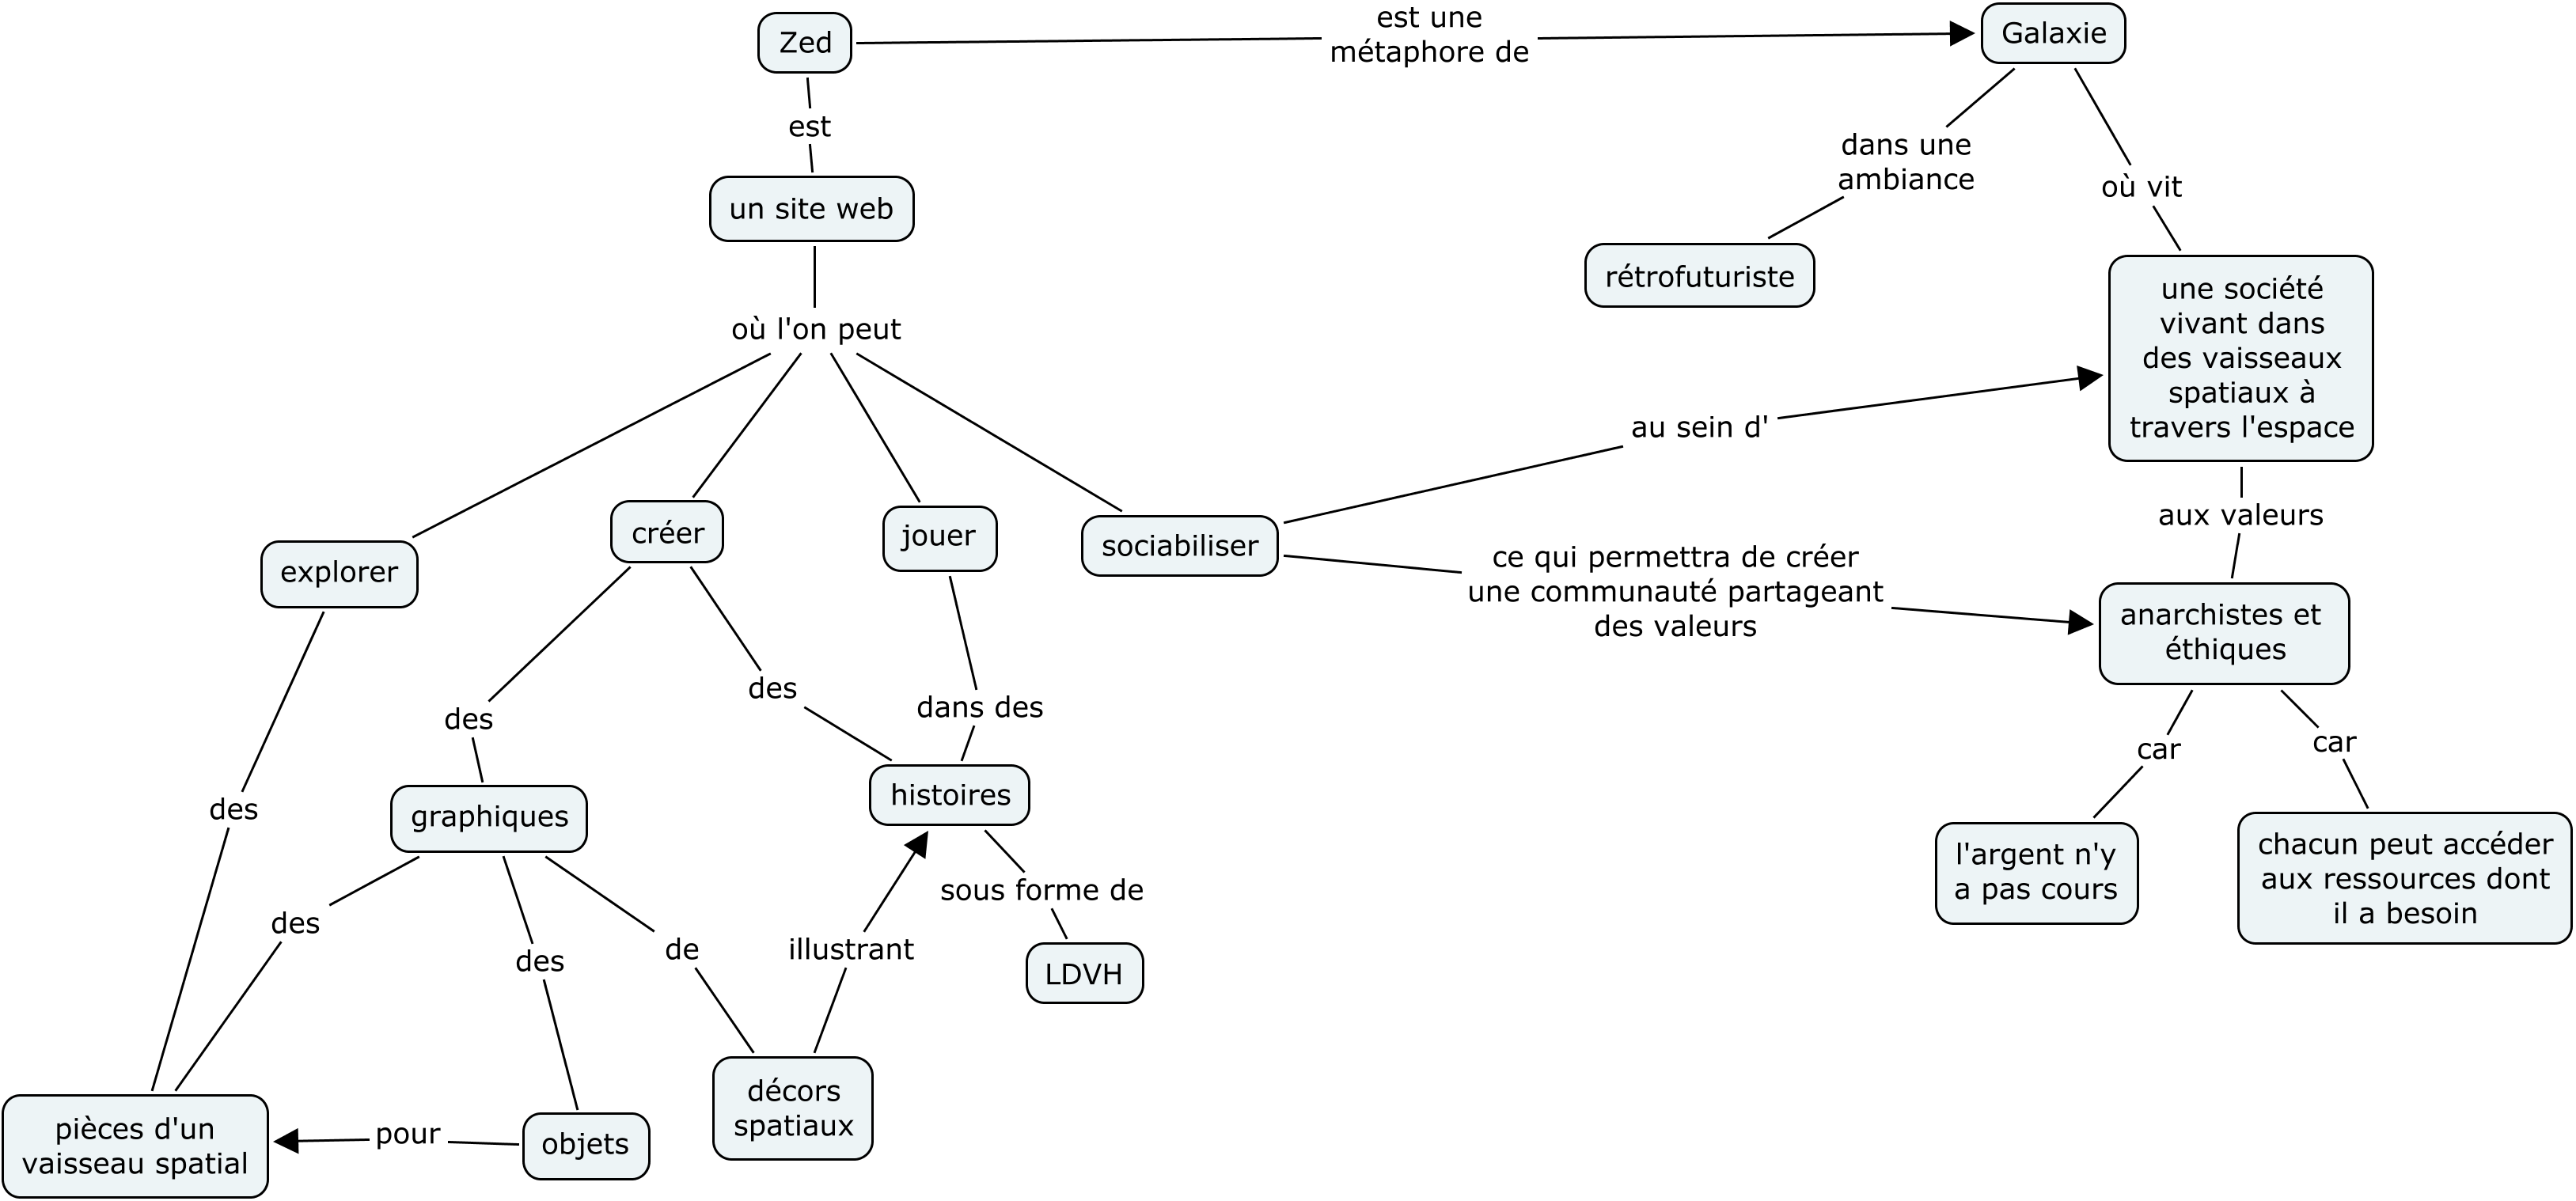 Zed
est une
métaphore de
Galaxie
est
dans une
ambiance
où vit
un site web
rétrofuturiste
une société
vivant dans
des vaisseaux
spatiaux à
travers l'espace
où l'on peut
au sein d'
explorer
créer
jouer
sociabiliser
aux valeurs
ce qui permettra de créer
une communauté partageant
des valeurs
anarchistes et
éthiques
des
des
dans des
car
car
des
graphiques
histoires
l'argent n'y
a pas cours
chacun peut accéder
aux ressources dont
il a besoin
des
des
de
illustrant
sous forme de
LDVH
pièces d'un
vaisseau spatial
pour
objets
décors
spatiaux